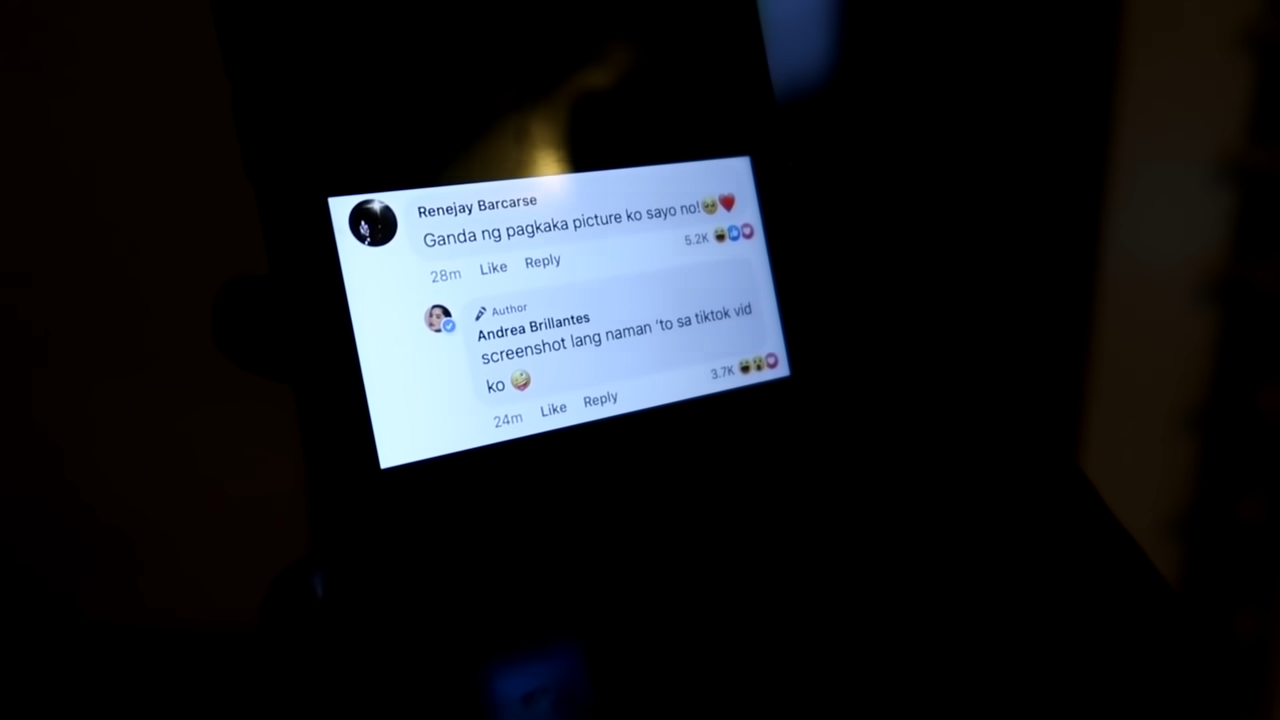 Renejay Barcarse
Ganda ng pagkaka picture ko sayo no!🥺❤️
28m Like Reply 5.2K
Author
Andrea Brillantes
screenshot lang naman 'to sa tiktok vid
ko 🤪
24m Like Reply 3.7K